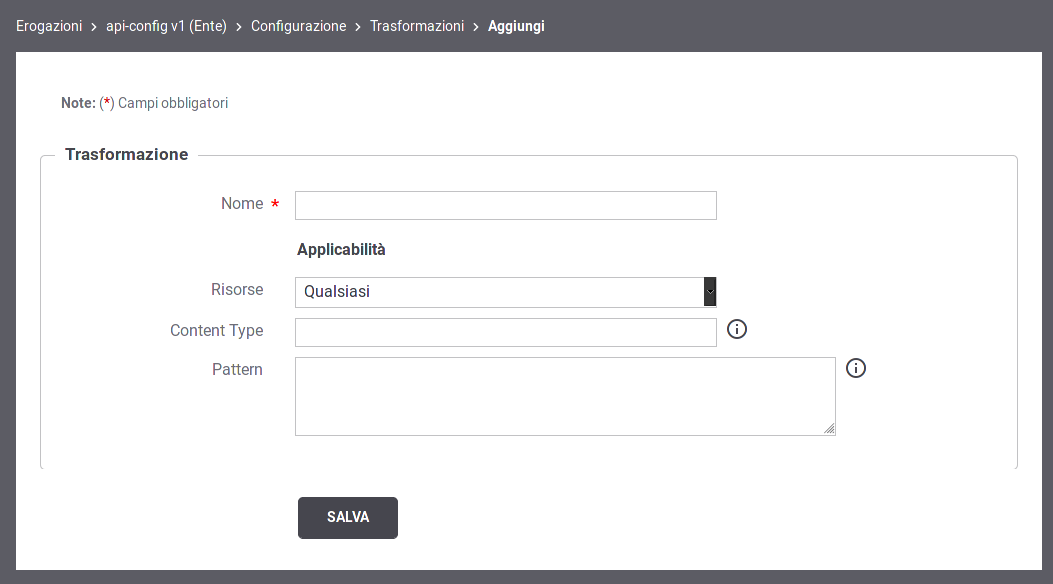 Erogazioni > api-config v1 (Ente) > Configurazione > Trasformazioni > Aggiungi
Note: (*) Campi obbligatori
Trasformazione
Nome *
Applicabilità
Risorse Qualsiasi
Content Type
Pattern
SALVA